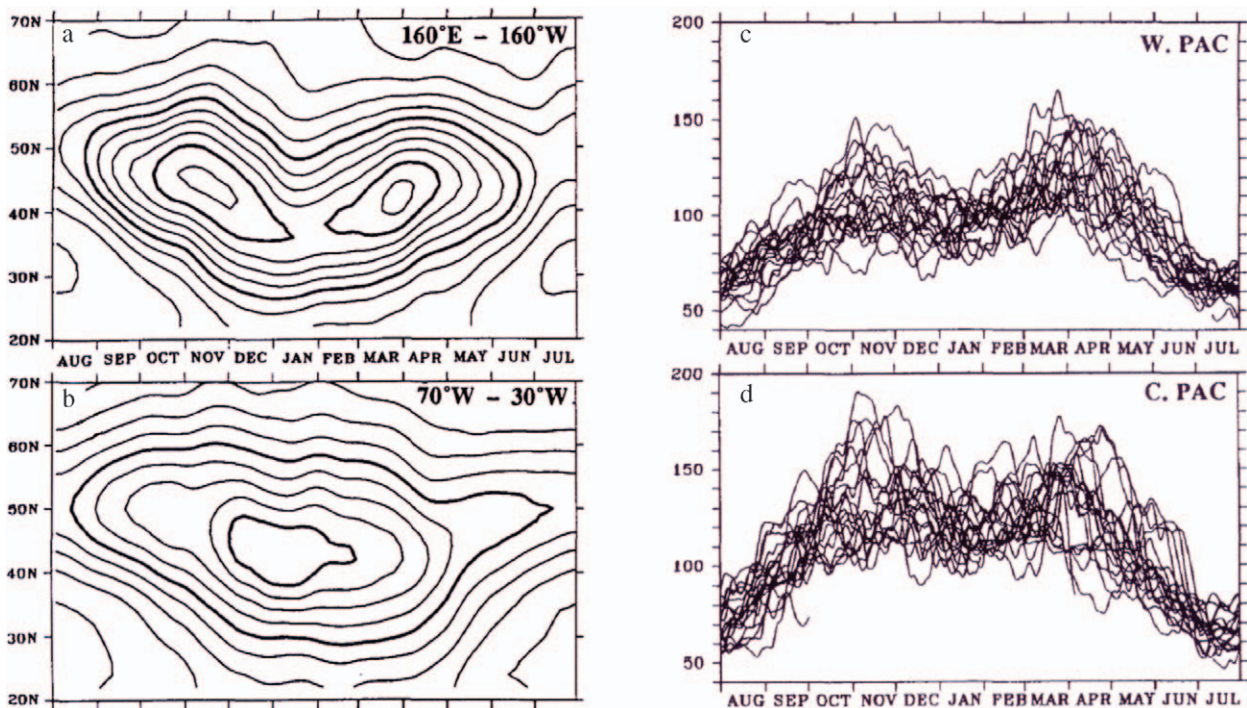 70N
a
160°E - 160°W
60N
50N
40N
30N
20N
AUG SEP OCT NOV DEC JAN FEB MAR APR MAY JUN JUL
70N
b
70°W - 30°W
60N
50N
40N
30N
20N
200
c
W. PAC
150
100
50
AUG SEP OCT NOV DEC JAN FEB MAR APR MAY JUN JUL
200
d
C. PAC
150
100
50
AUG SEP OCT NOV DEC JAN FEB MAR APR MAY JUN JUL